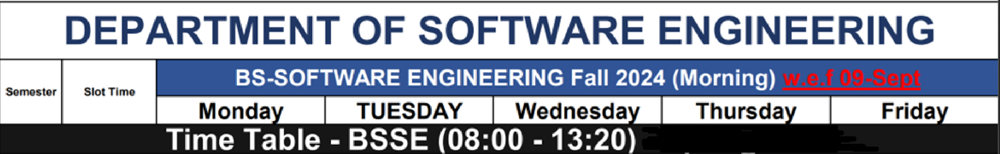 DEPARTMENT OF SOFTWARE ENGINEERING
Semester
Slot Time
BS-SOFTWARE ENGINEERING Fall 2024 (Morning) w.e.f 09-Sept
Monday TUESDAY Wednesday Thursday Friday
Time Table - BSSE (08:00 - 13:20)